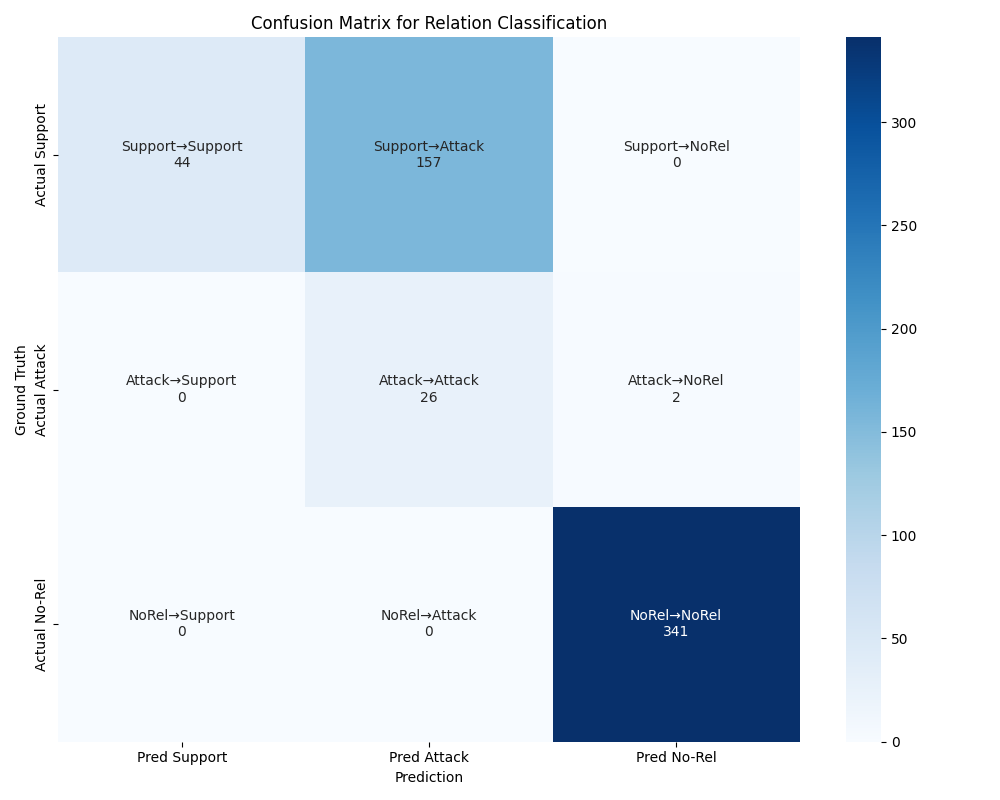 Confusion Matrix for Relation Classification
Ground Truth
Actual Support
Support→Support
44
Support→Attack
157
Support→NoRel
0
Actual Attack
Attack→Support
0
Attack→Attack
26
Attack→NoRel
2
Actual No-Rel
NoRel→Support
0
NoRel→Attack
0
NoRel→NoRel
341
Pred Support
Pred Attack
Pred No-Rel
Prediction
300
250
200
150
100
50
0